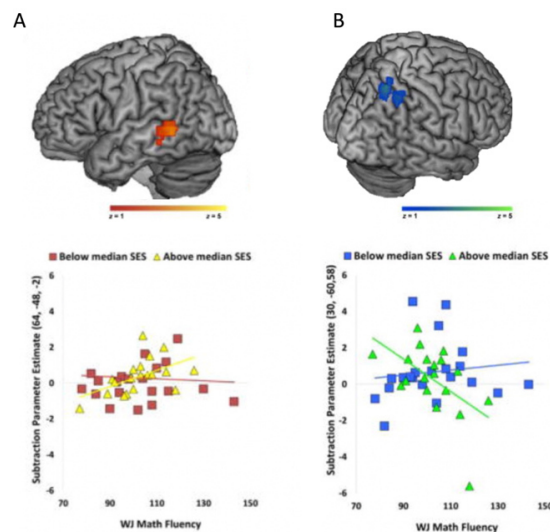 A
B
z = 1
z = 5
z = 1
z = 5
Below median SES
Above median SES
Subtraction Parameter Estimate (64, -48, -2)
6
4
2
0
-2
-4
-6
70
90
110
130
150
WJ Math Fluency
Below median SES
Above median SES
Subtraction Parameter Estimate (30, -60,58)
6
4
2
0
-2
-4
-6
70
90
110
130
150
WJ Math Fluency